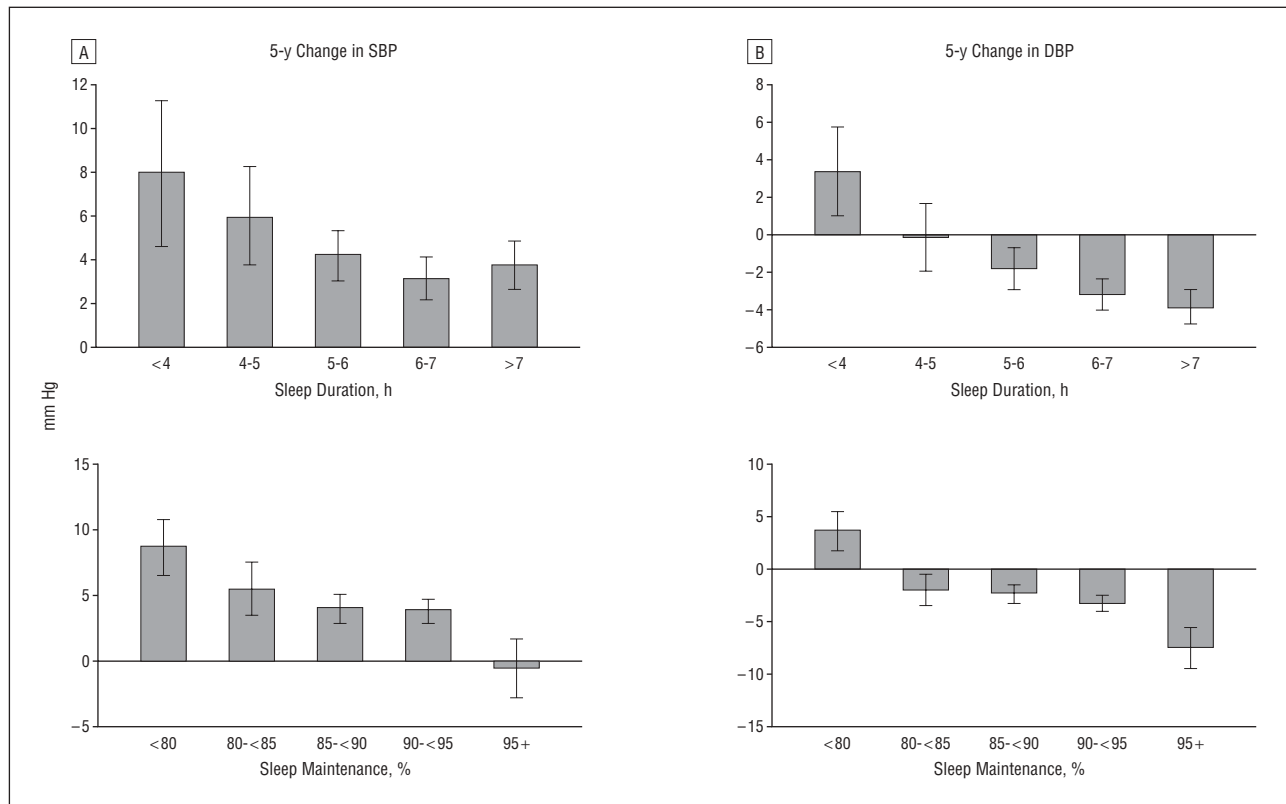 A
5-y Change in SBP
12
10
8
6
4
2
0
<4 4-5 5-6 6-7 >7
Sleep Duration, h
B
5-y Change in DBP
8
6
4
2
0
−2
−4
−6
<4 4-5 5-6 6-7 >7
Sleep Duration, h
mm Hg
15
10
5
0
−5
<80 80-<85 85-<90 90-<95 95+
Sleep Maintenance, %
10
5
0
−5
−10
−15
<80 80-<85 85-<90 90-<95 95+
Sleep Maintenance, %